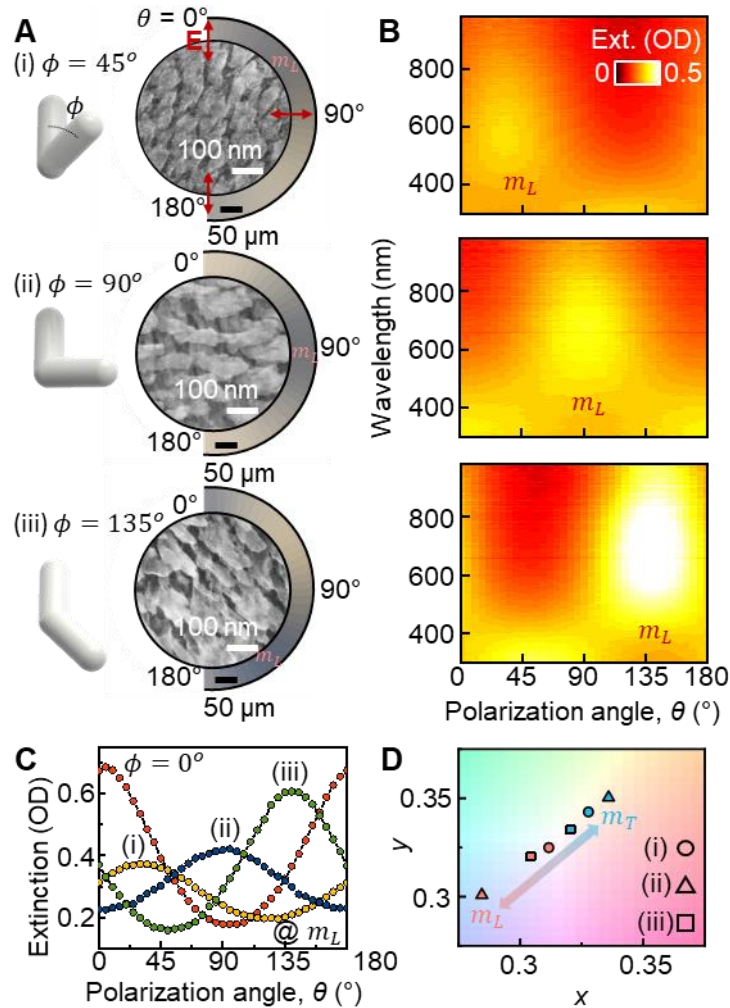 A
θ = 0°
E
m_L
(i) ϕ = 45°
ϕ
90°
100 nm
180°
50 μm
0°
(ii) ϕ = 90°
m_L
90°
100 nm
180°
50 μm
0°
(iii) ϕ = 135°
90°
100 nm
m_L
180°
50 μm
B
Ext. (OD)
0 0.5
800
600
400
m_L
Wavelength (nm)
800
600
400
m_L
800
600
400
m_L
0 45 90 135 180
Polarization angle, θ (°)
C
ϕ = 0°
(iii)
(i)
(ii)
0.6
0.4
0.2
Extinction (OD)
@ m_L
0 45 90 135 180
Polarization angle, θ (°)
D
0.35
y
m_T
(i)
(ii)
0.3
m_L
(iii)
0.3 0.35
x